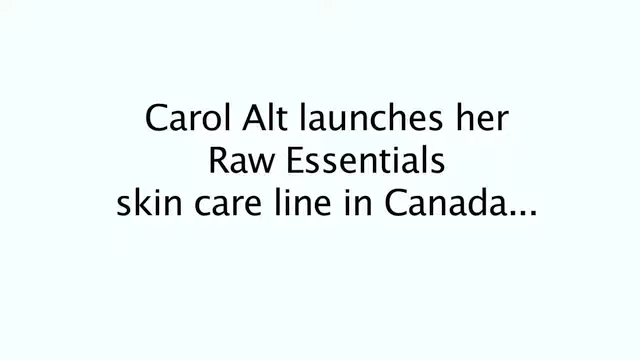 Carol Alt launches her
Raw Essentials
skin care line in Canada...